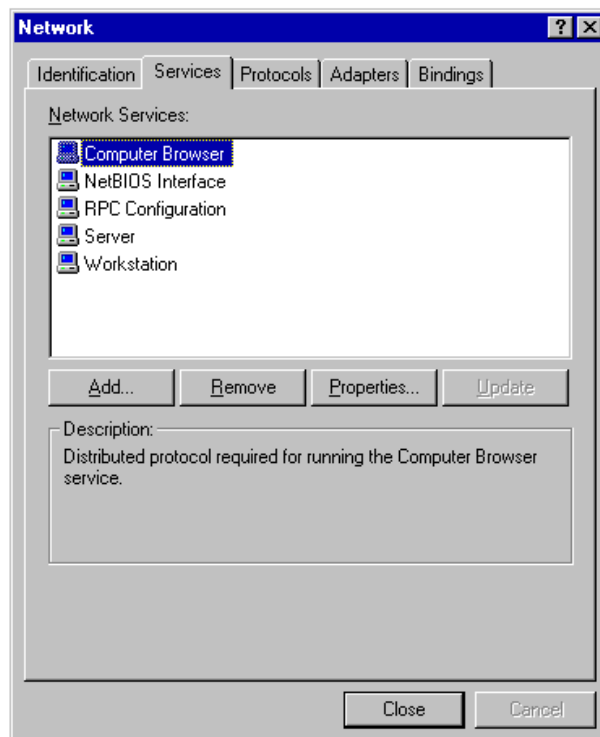 Network
Identification Services Protocols Adapters Bindings
Network Services:
Computer Browser
NetBIOS Interface
RPC Configuration
Server
Workstation
Add... Remove Properties... Update
Description:
Distributed protocol required for running the Computer Browser
service.
Close Cancel